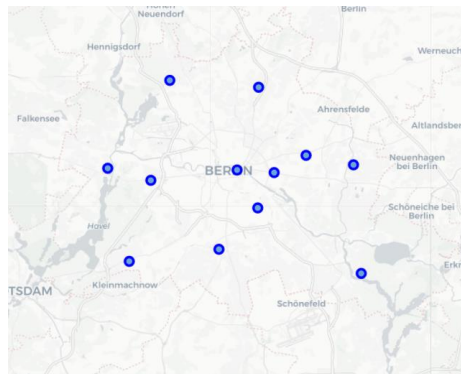 Neuendorf
Berlin
Hennigsdorf
Werneuch
Ahrensfelde
Falkensee
Altlandsber
BERLIN
Neuenhagen
bei Berlin
Schöneiche bei
Berlin
Havel
Erkn
TSDAM
Kleinmachnow
Schönefeld